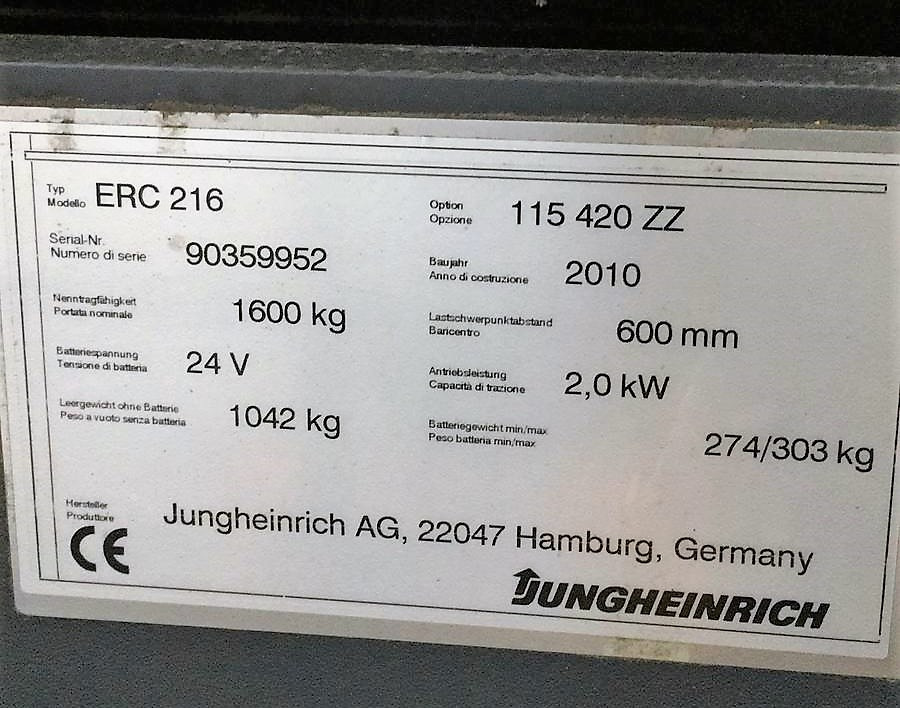 Typ
Modello ERC 216
Option
Opzione 115 420 ZZ
Serial-Nr.
Numero di serie 90359952
Baujahr
Anno di costruzione 2010
Nenntragfähigkeit
Portata nominale 1600 kg
Lastschwerpunktabstand
Baricentro 600 mm
Batteriespannung
Tensione di batteria 24 V
Antriebsleistung
Capacità di trazione 2,0 kW
Leergewicht ohne Batterie
Peso a vuoto senza batteria 1042 kg
Batteriegewicht min/max
Peso batteria min/max 274/303 kg
Hersteller
Produttore Jungheinrich AG, 22047 Hamburg, Germany
CE
JUNGHEINRICH